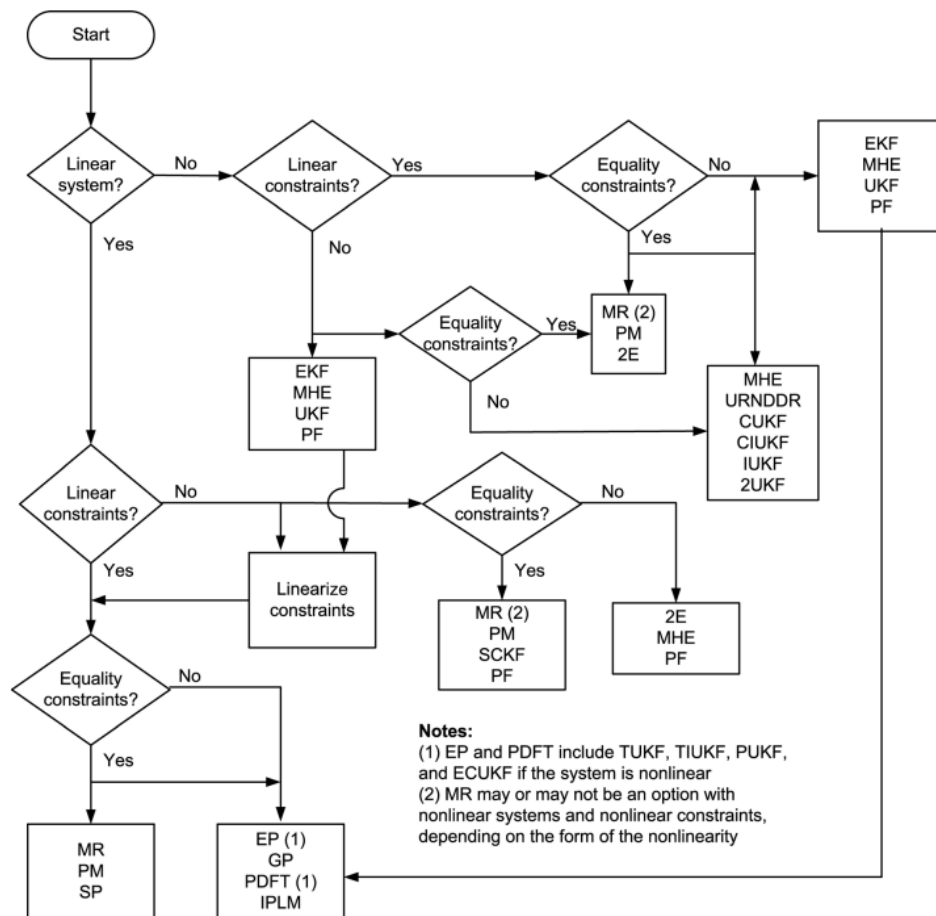 Start
Linear
system?
No
Linear
constraints?
Yes
Equality
constraints?
No
EKF
MHE
UKF
PF
Yes
No
Yes
Equality
constraints?
Yes
MR (2)
PM
2E
EKF
MHE
UKF
PF
No
MHE
URNDDR
CUKF
CIUKF
IUKF
2UKF
Linear
constraints?
No
Equality
constraints?
No
Yes
Linearize
constraints
Yes
MR (2)
PM
SCKF
PF
2E
MHE
PF
Equality
constraints?
No
Yes
Notes:
(1) EP and PDFT include TUKF, TIUKF, PUKF,
and ECUKF if the system is nonlinear
(2) MR may or may not be an option with
nonlinear systems and nonlinear constraints,
depending on the form of the nonlinearity
MR
PM
SP
EP (1)
GP
PDFT (1)
IPLM